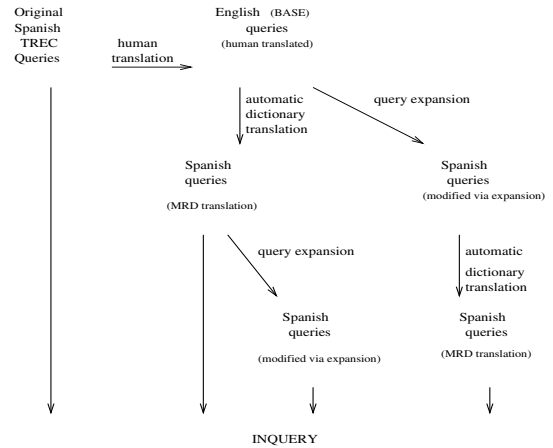 Original
Spanish
TREC
Queries
human
translation
English (BASE)
queries
(human translated)
automatic
dictionary
translation
query expansion
Spanish
queries
(MRD translation)
Spanish
queries
(modified via expansion)
query expansion
automatic
dictionary
translation
Spanish
queries
(modified via expansion)
Spanish
queries
(MRD translation)
INQUERY